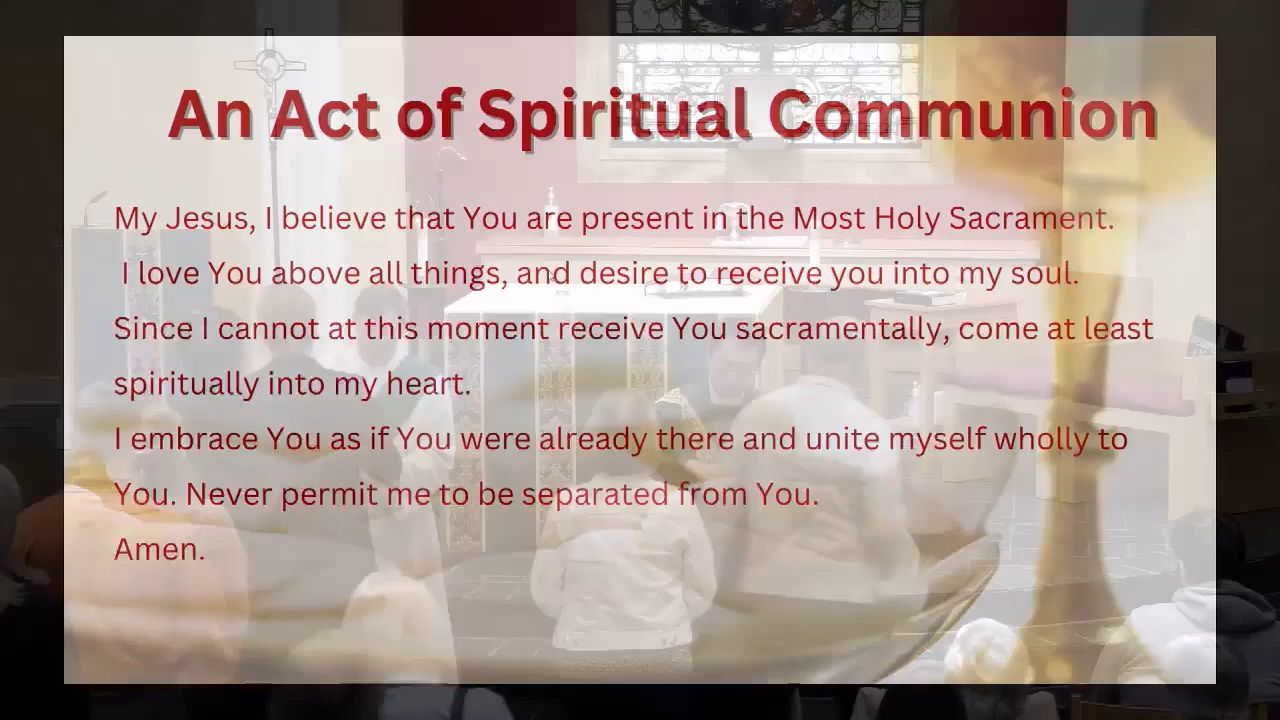 An Act of Spiritual Communion
My Jesus, I believe that You are present in the Most Holy Sacrament.
I love You above all things, and desire to receive you into my soul.
Since I cannot at this moment receive You sacramentally, come at least
spiritually into my heart.
I embrace You as if You were already there and unite myself wholly to
You. Never permit me to be separated from You.
Amen.